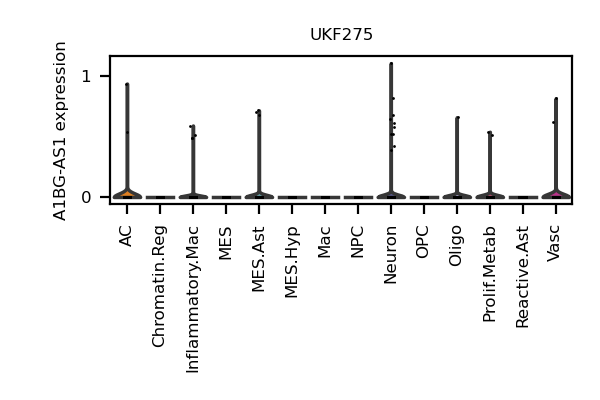 UKF275
A1BG-AS1 expression
1
0
AC
Chromatin.Reg
Inflammatory.Mac
MES
MES.Ast
MES.Hyp
Mac
NPC
Neuron
OPC
Oligo
Prolif.Metab
Reactive.Ast
Vasc